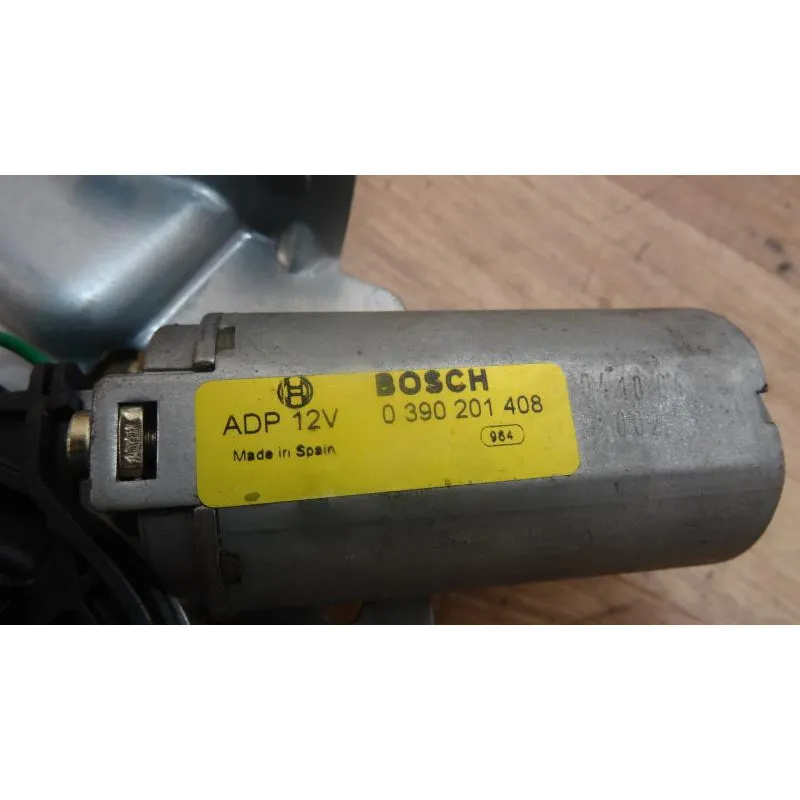 BOSCH
ADP 12V 0 390 201 408
Made in Spain 964